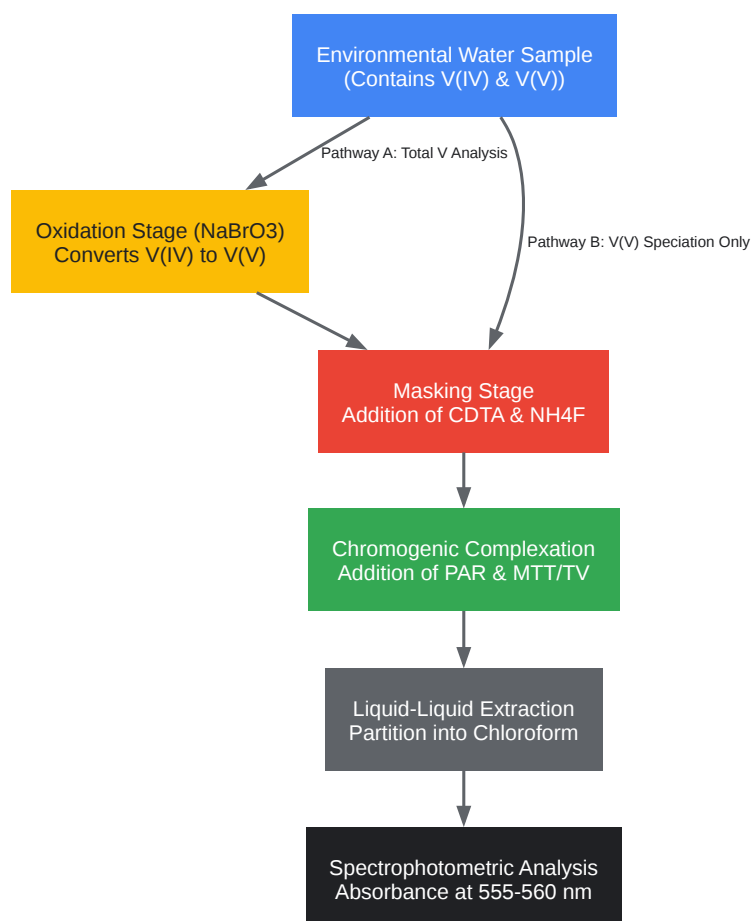 Environmental Water Sample
(Contains V(IV) & V(V))
Pathway A: Total V Analysis
Oxidation Stage (NaBrO3)
Converts V(IV) to V(V)
Pathway B: V(V) Speciation Only
Masking Stage
Addition of CDTA & NH4F
Chromogenic Complexation
Addition of PAR & MTT/TV
Liquid-Liquid Extraction
Partition into Chloroform
Spectrophotometric Analysis
Absorbance at 555-560 nm